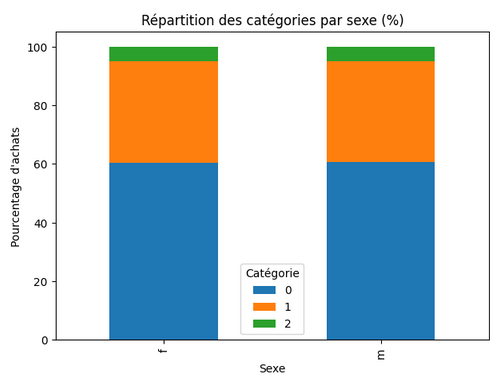 Répartition des catégories par sexe (%)
100
80
60
40
20
0
Pourcentage d'achats
Catégorie
0
1
2
f
m
Sexe